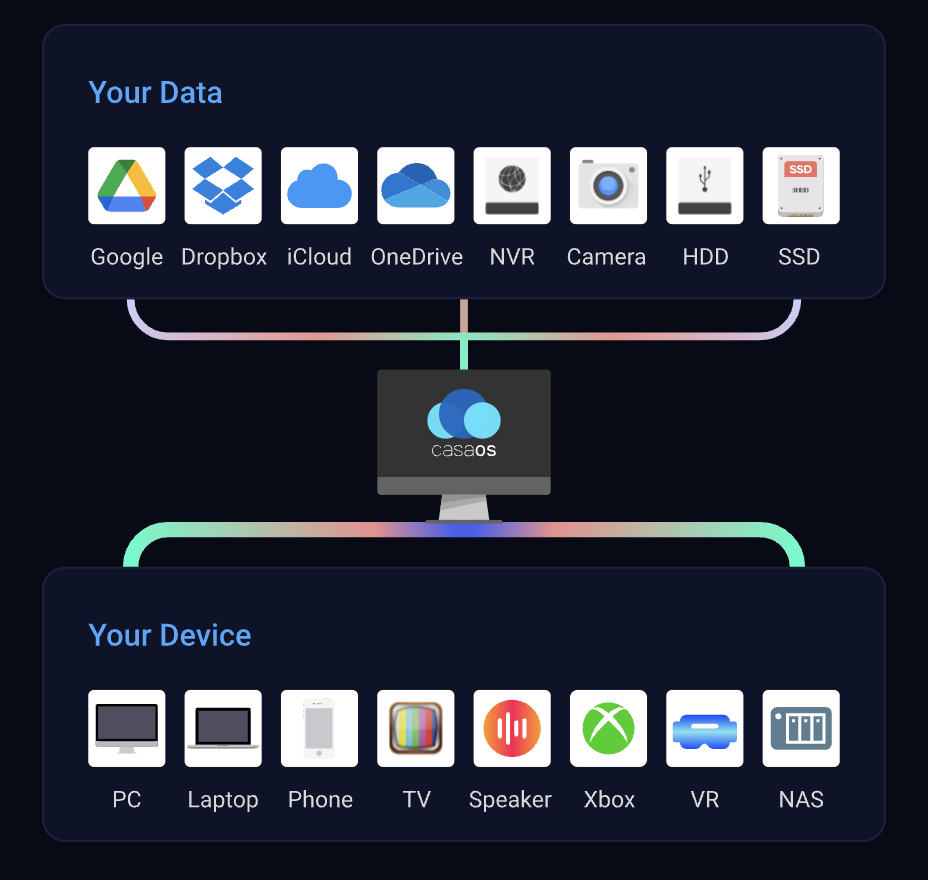 Your Data
SSD
Google Dropbox iCloud OneDrive NVR Camera HDD SSD
casaos
Your Device
PC Laptop Phone TV Speaker Xbox VR NAS